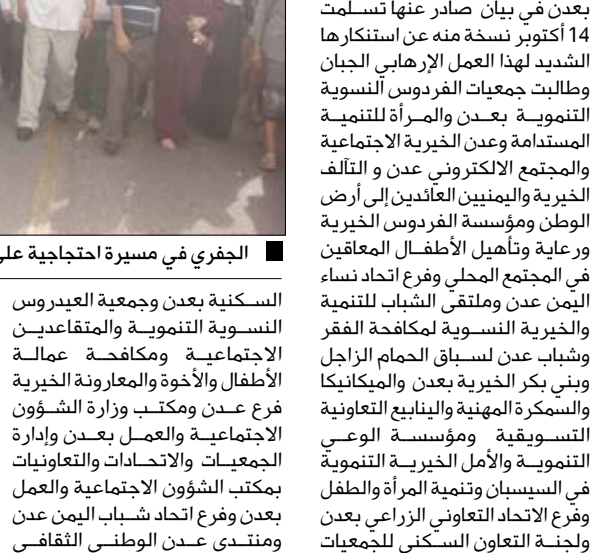 بعدن في بيان صادر عنها تسلمت
14 أكتوبر نسخة منه عن استنكارها
الشديد لهذا العمل الإرهابي الجبان
وطالبت جمعيات الفردوس النسوية
التنموية بعدن والمرأة للتنمية
المستدامة وعدن الخيرية الاجتماعية
والمجتمع الالكتروني عدن و التآلف
الخيرية واليمنيين العائدين إلى أرض
الوطن ومؤسسة الفردوس الخيرية
ورعاية وتأهيل الأطفال المعاقين
في المجتمع المحلي وفرع اتحاد نساء
اليمن عدن وملتقى الشباب للتنمية
والخيرية النسوية لمكافحة الفقر
وشباب عدن لسباق الحمام الزاجل
وبني بكر الخيرية بعدن والميكانيكا
والسمكرة المهنية والينابيع التعاونية
التسويقية ومؤسسة الوعي
التنموية والأمل الخيرية التنموية
في السيسبان وتنمية المرأة والطفل
وفرع الاتحاد التعاوني الزراعي بعدن
ولجنة التعاون السكني للجمعيات
الجفري في مسيرة احتجاجية على
السكنية بعدن وجمعية العيدروس
النسوية التنموية والمتقاعدين
الاجتماعية ومكافحة عمالة
الأطفال والأخوة والمعارونة الخيرية
فرع عدن ومكتب وزارة الشؤون
الاجتماعية والعمل بعدن وإدارة
الجمعيات والاتحادات والتعاونيات
بمكتب الشؤون الاجتماعية والعمل
بعدن وفرع اتحاد شباب اليمن عدن
ومنتدى عدن الوطني الثقافي